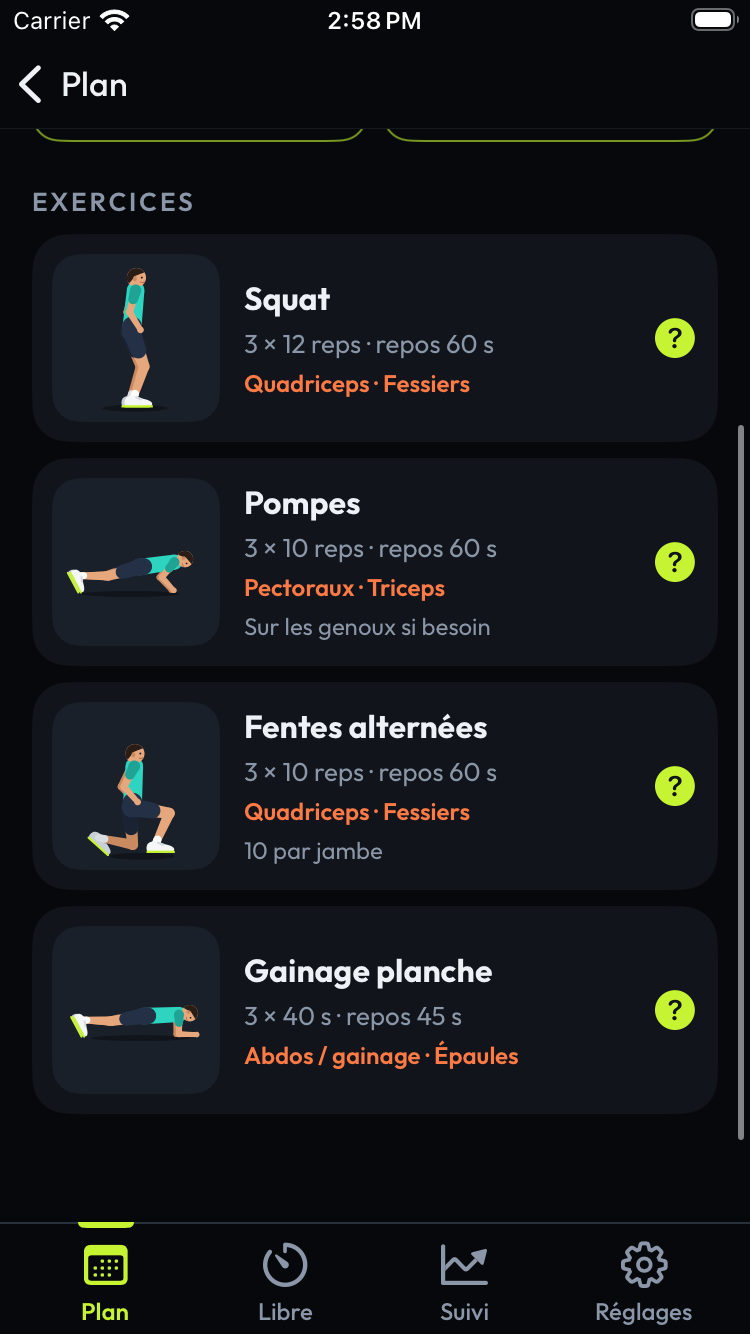 Carrier
2:58 PM
Plan
EXERCICES
Squat
3 × 12 reps · repos 60 s
Quadriceps · Fessiers
?
Pompes
3 × 10 reps · repos 60 s
Pectoraux · Triceps
Sur les genoux si besoin
?
Fentes alternées
3 × 10 reps · repos 60 s
Quadriceps · Fessiers
10 par jambe
?
Gainage planche
3 × 40 s · repos 45 s
Abdos / gainage · Épaules
?
Plan
Libre
Suivi
Réglages